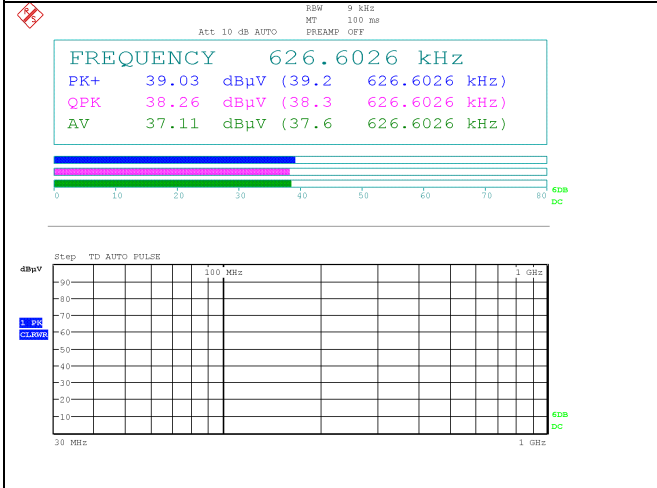 R S
RBW 9 kHz
MT 100 ms
Att 10 dB AUTO PREAMP OFF
FREQUENCY 626.6026 kHz
PK+ 39.03 dBµV (39.2 626.6026 kHz)
QPK 38.26 dBµV (38.3 626.6026 kHz)
AV 37.11 dBµV (37.6 626.6026 kHz)
0 10 20 30 40 50 60 70 80
6DB
DC
Step TD AUTO PULSE
dBµV
100 MHz 1 GHz
90
80
70
1 PK
CLRWR
60
50
40
30
20
10
6DB
DC
30 MHz 1 GHz